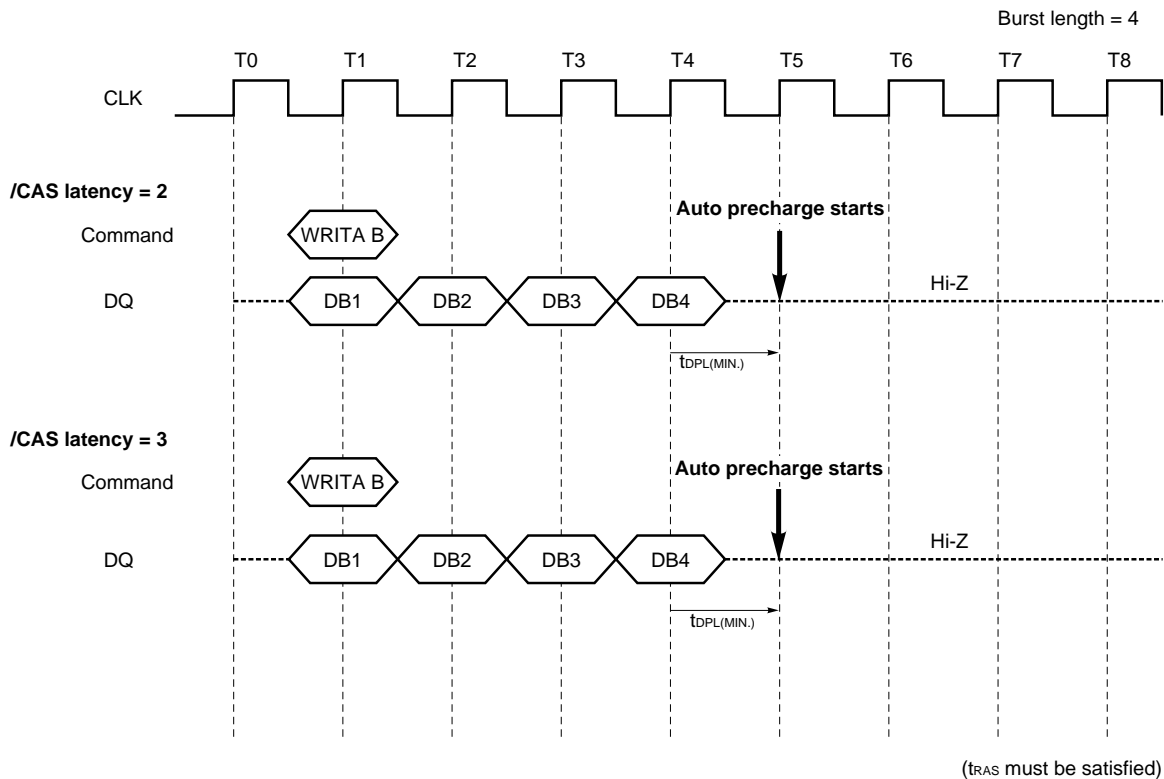 Burst length = 4
T0 T1 T2 T3 T4 T5 T6 T7 T8
CLK
/CAS latency = 2
Auto precharge starts
Command WRITA B
Hi-Z
DQ DB1 DB2 DB3 DB4
tDPL(MIN.)
/CAS latency = 3
Auto precharge starts
Command WRITA B
Hi-Z
DQ DB1 DB2 DB3 DB4
tDPL(MIN.)
(tRAS must be satisfied)